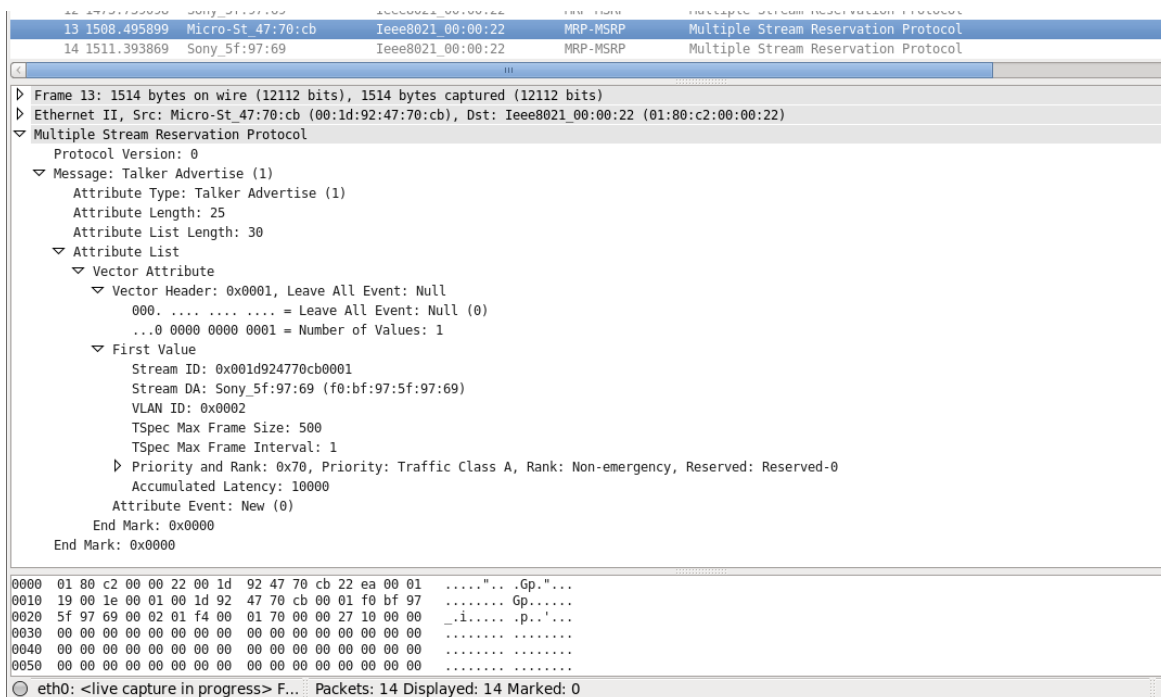 13 1508.495899 Micro-St_47:70:cb Ieee8021_00:00:22 MRP-MSRP Multiple Stream Reservation Protocol
14 1511.393869 Sony_5f:97:69 Ieee8021_00:00:22 MRP-MSRP Multiple Stream Reservation Protocol
Frame 13: 1514 bytes on wire (12112 bits), 1514 bytes captured (12112 bits)
Ethernet II, Src: Micro-St_47:70:cb (00:1d:92:47:70:cb), Dst: Ieee8021_00:00:22 (01:80:c2:00:00:22)
Multiple Stream Reservation Protocol
Protocol Version: 0
Message: Talker Advertise (1)
Attribute Type: Talker Advertise (1)
Attribute Length: 25
Attribute List Length: 30
Attribute List
Vector Attribute
Vector Header: 0x0001, Leave All Event: Null
000. .... .... .... = Leave All Event: Null (0)
...0 0000 0000 0001 = Number of Values: 1
First Value
Stream ID: 0x001d924770cb0001
Stream DA: Sony_5f:97:69 (f0:bf:97:5f:97:69)
VLAN ID: 0x0002
TSpec Max Frame Size: 500
TSpec Max Frame Interval: 1
Priority and Rank: 0x70, Priority: Traffic Class A, Rank: Non-emergency, Reserved: Reserved-0
Accumulated Latency: 10000
Attribute Event: New (0)
End Mark: 0x0000
End Mark: 0x0000
0000 01 80 c2 00 00 22 00 1d 92 47 70 cb 22 ea 00 01 .....".. .Gp."...
0010 19 00 1e 00 01 00 1d 92 47 70 cb 00 01 f0 bf 97 ........ Gp......
0020 5f 97 69 00 02 01 f4 00 01 70 00 00 27 10 00 00 _.i..... .p..'...
0030 00 00 00 00 00 00 00 00 00 00 00 00 00 00 00 00 ........ ........
0040 00 00 00 00 00 00 00 00 00 00 00 00 00 00 00 00 ........ ........
0050 00 00 00 00 00 00 00 00 00 00 00 00 00 00 00 00 ........ ........
eth0: <live capture in progress> F... Packets: 14 Displayed: 14 Marked: 0